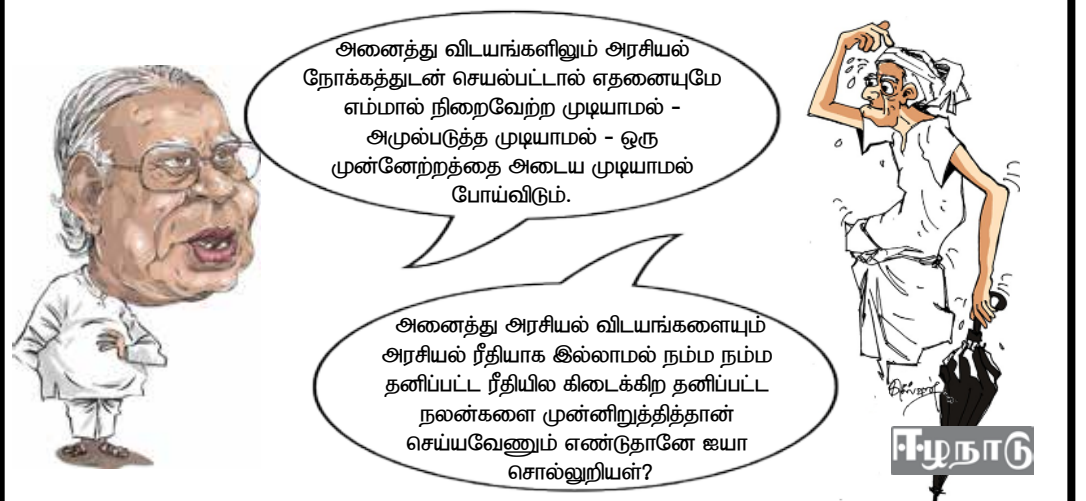 அனைத்து விடயங்களிலும் அரசியல்
நோக்கத்துடன் செயல்பட்டால் எதனையுமே
எம்மால் நிறைவேற்ற முடியாமல் -
அமுல்படுத்த முடியாமல் - ஒரு
முன்னேற்றத்தை அடைய முடியாமல்
போய்விடும்.
அனைத்து அரசியல் விடயங்களையும்
அரசியல் ரீதியாக இல்லாமல் நம்ம நம்ம
தனிப்பட்ட ரீதியில கிடைக்கிற தனிப்பட்ட
நலன்களை முன்னிறுத்தித்தான்
செய்யவேணும் எண்டுதானே ஐயா
சொல்லுறியள்?
ஈழநாடு